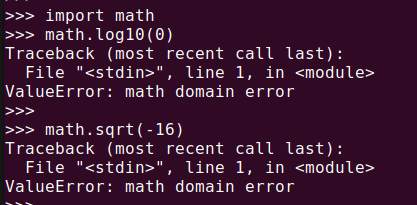 >>> import math
>>> math.log10(0)
Traceback (most recent call last):
  File "<stdin>", line 1, in <module>
ValueError: math domain error
>>>
>>> math.sqrt(-16)
Traceback (most recent call last):
  File "<stdin>", line 1, in <module>
ValueError: math domain error
>>>